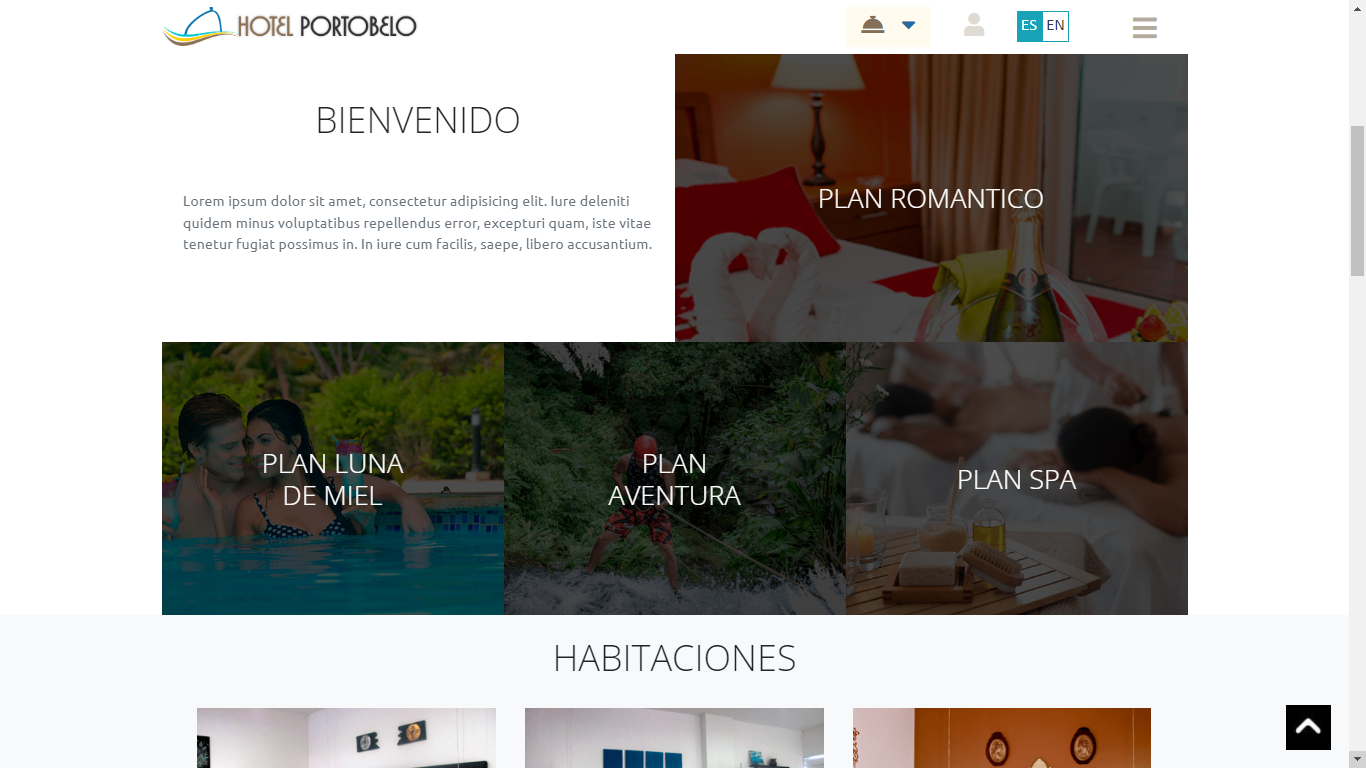 HOTEL PORTOBELO
ES EN
BIENVENIDO
Lorem ipsum dolor sit amet, consectetur adipisicing elit. Iure deleniti
quidem minus voluptatibus repellendus error, excepturi quam, iste vitae
tenetur fugiat possimus in. In iure cum facilis, saepe, libero accusantium.
PLAN ROMANTICO
PLAN LUNA
DE MIEL
PLAN
AVENTURA
PLAN SPA
HABITACIONES